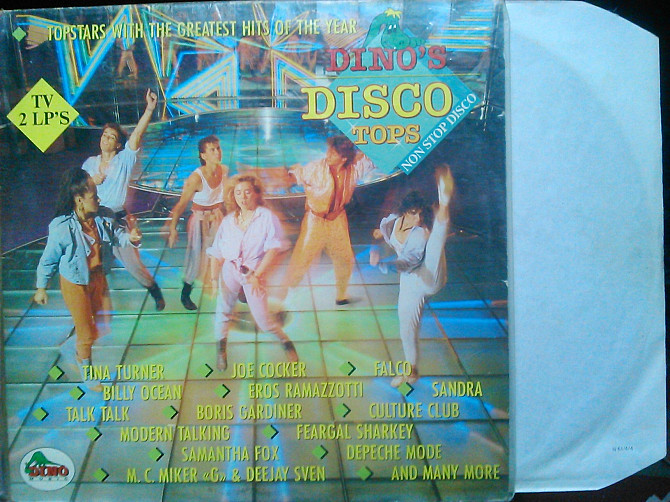 TOPSTARS WITH THE GREATEST HITS OF THE YEAR
DINO'S
DISCO
TOPS
NON STOP DISCO
TV
2 LP'S
TINA TURNER JOE COCKER FALCO
BILLY OCEAN EROS RAMAZZOTTI SANDRA
TALK TALK BORIS GARDINER CULTURE CLUB
MODERN TALKING FEARGAL SHARKEY
SAMANTHA FOX DEPECHE MODE
M. C. MIKER «G» & DEEJAY SVEN AND MANY MORE
DINO
MUSIC